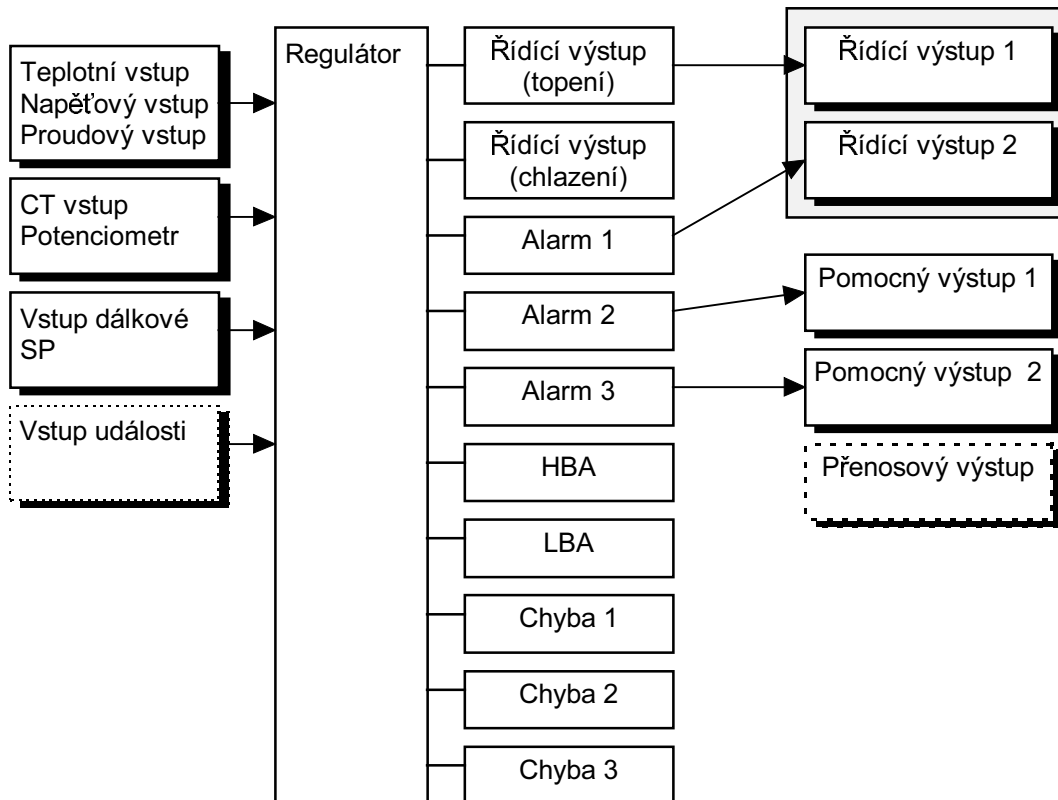 Teplotní vstup
Napěťový vstup
Proudový vstup
CT vstup
Potenciometr
Vstup dálkové
SP
Vstup události
Regulátor
Řídící výstup
(topení)
Řídící výstup
(chlazení)
Alarm 1
Alarm 2
Alarm 3
HBA
LBA
Chyba 1
Chyba 2
Chyba 3
Řídící výstup 1
Řídící výstup 2
Pomocný výstup 1
Pomocný výstup 2
Přenosový výstup